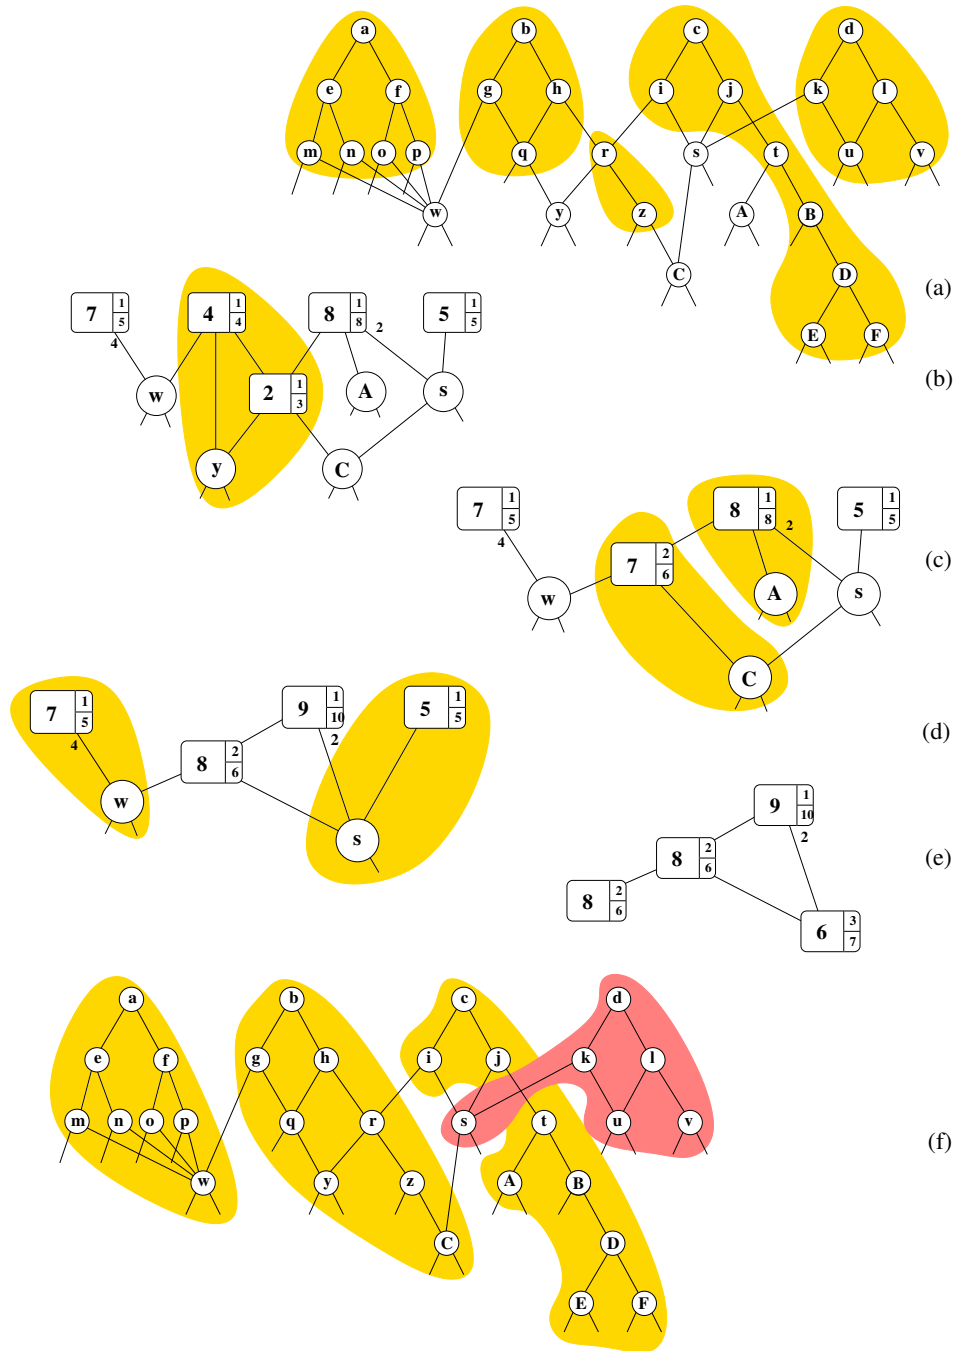 a b c d
e f g h i j k l
m n o p q r s t u v
w y z A B
C D
(a)
E F
7 1 5 4 1 4 8 1 8 5 1 5
4 2
(b)
w 2 1 3 A s
y C
7 1 5 8 1 8 5 1 5
4 2
(c)
7 2 6
w A s
C
7 1 5 9 1 10 5 1 5
4 2
(d)
8 2 6
w s
9 1 10
2
8 2 6
(e)
8 2 6
6 3 7
a b c d
e f g h i j k l
m n o p q r s t u v
(f)
w y z A B
C D
E F